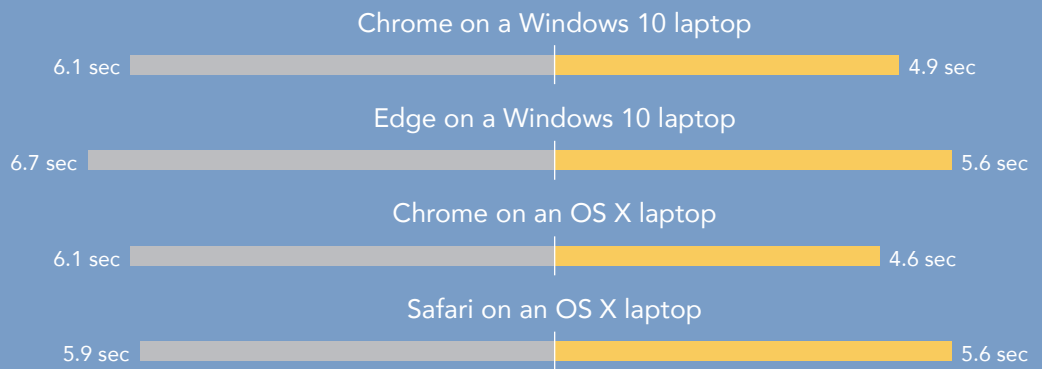 Chrome on a Windows 10 laptop
6.1 sec 4.9 sec
Edge on a Windows 10 laptop
6.7 sec 5.6 sec
Chrome on an OS X laptop
6.1 sec 4.6 sec
Safari on an OS X laptop
5.9 sec 5.6 sec